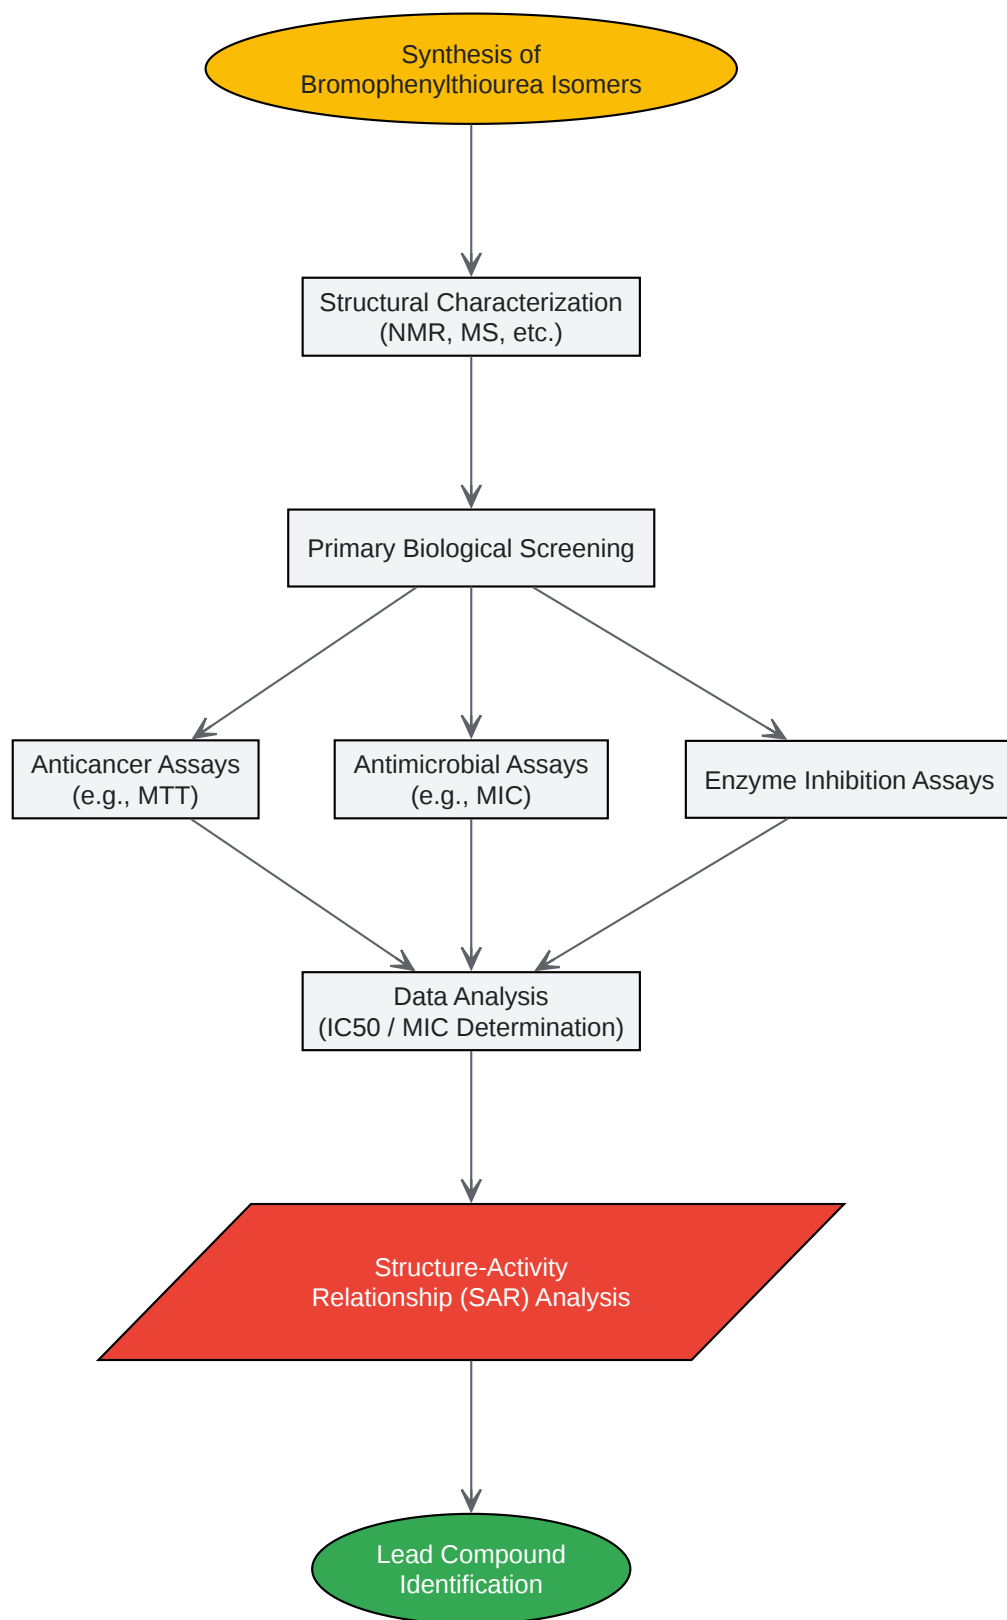 Synthesis of
Bromophenylthiourea Isomers
Structural Characterization
(NMR, MS, etc.)
Primary Biological Screening
Anticancer Assays
(e.g., MTT)
Antimicrobial Assays
(e.g., MIC)
Enzyme Inhibition Assays
Data Analysis
(IC50 / MIC Determination)
Structure-Activity
Relationship (SAR) Analysis
Lead Compound
Identification